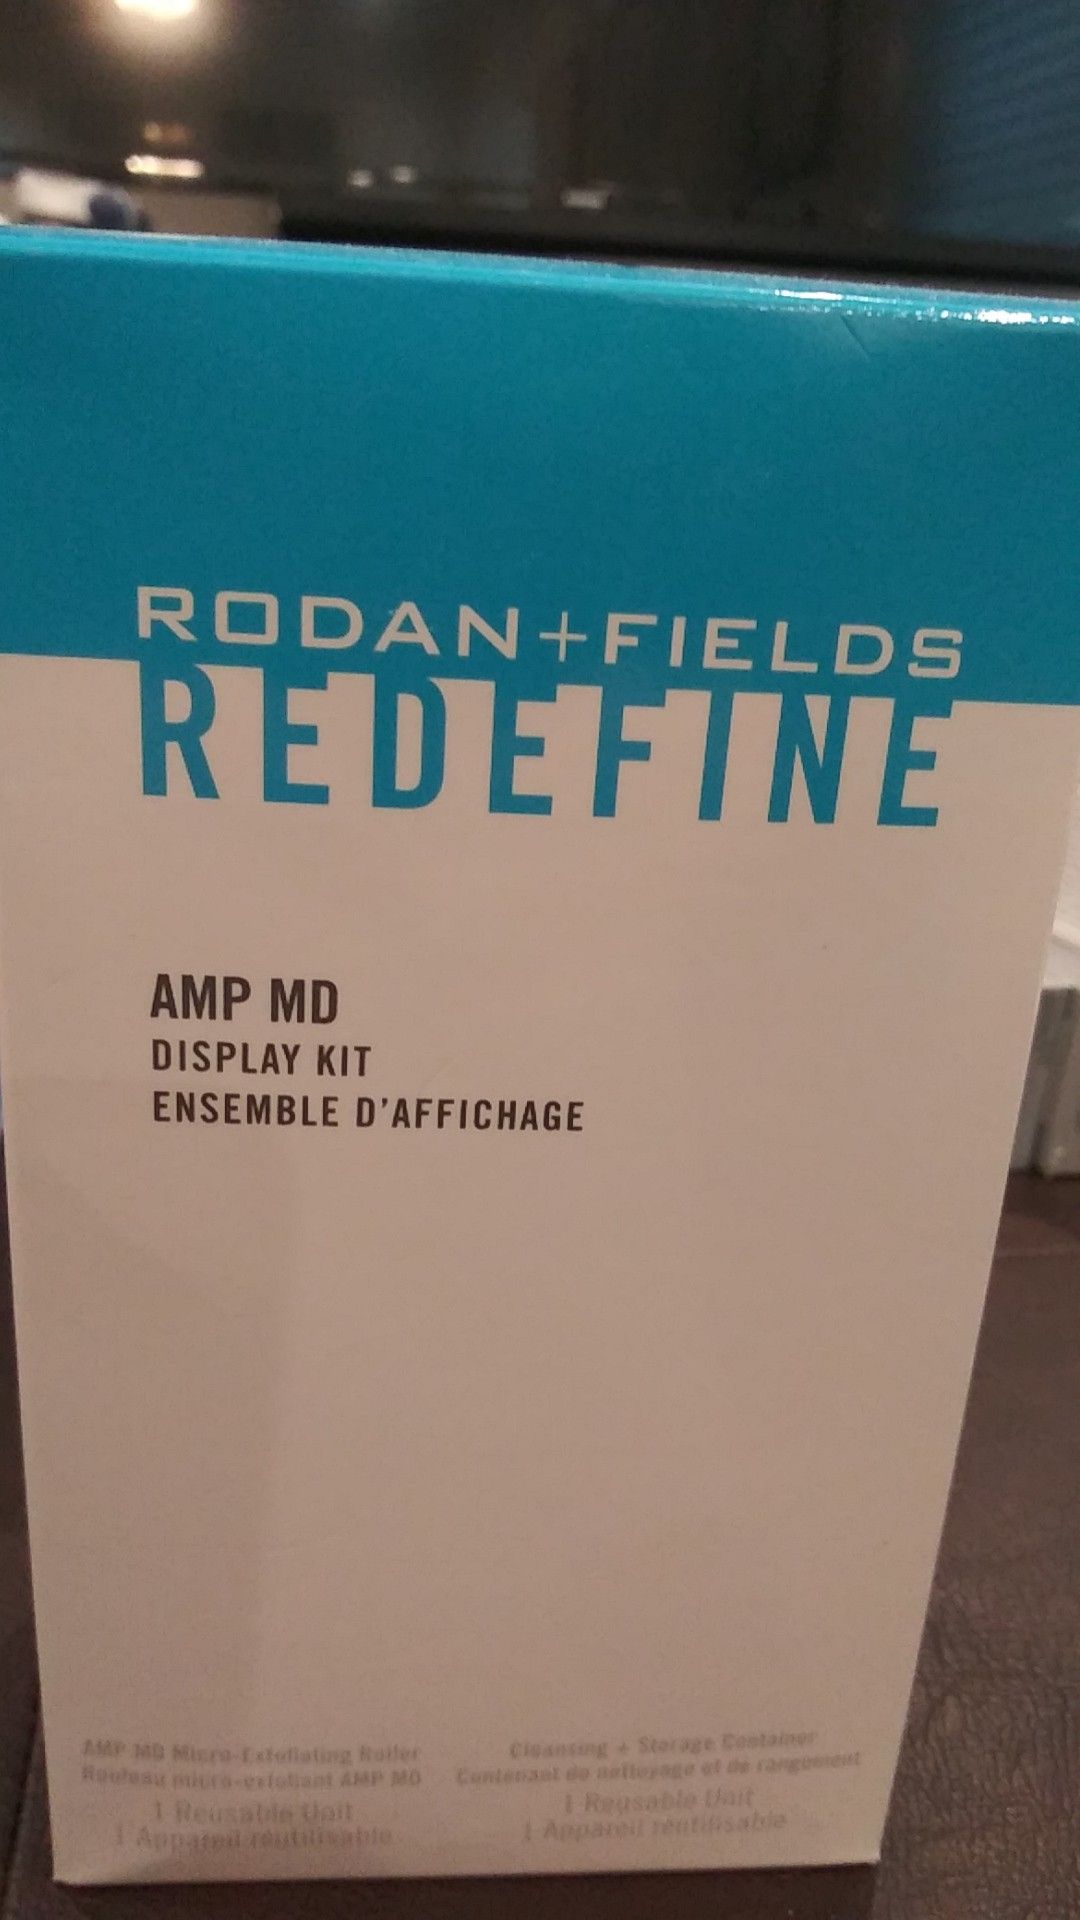 RODAN+FIELDS
REDEFINE
AMP MD
DISPLAY KIT
ENSEMBLE D'AFFICHAGE
AMP MD Micro-Exfoliating Roller
Rouleau micro-exfoliant AMP MD
1 Reusable Unit
1 Appareil réutilisable
Cleansing + Storage Container
Contenant de nettoyage et de rangement
1 Reusable Unit
1 Appareil réutilisable